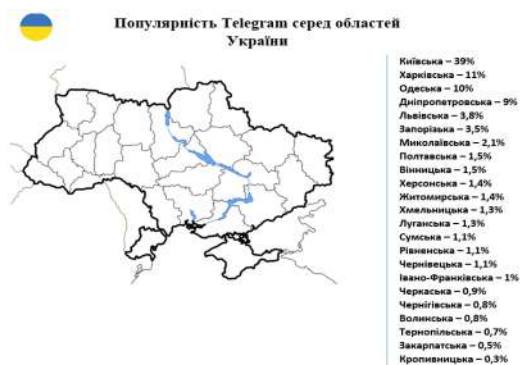 Популярність Telegram серед областей
України
Київська – 39%
Харківська – 11%
Одеська – 10%
Дніпропетровська – 9%
Львівська – 3,8%
Запорізька – 3,5%
Миколаївська – 2,1%
Полтавська – 1,5%
Вінницька – 1,5%
Херсонська – 1,4%
Житомирська – 1,4%
Хмельницька – 1,3%
Луганська – 1,3%
Сумська – 1,1%
Рівненська – 1,1%
Чернівецька – 1,1%
Івано-Франківська – 1%
Черкаська – 0,9%
Чернігівська – 0,8%
Волинська – 0,8%
Тернопільська – 0,7%
Закарпатська – 0,5%
Кропивницька – 0,3%